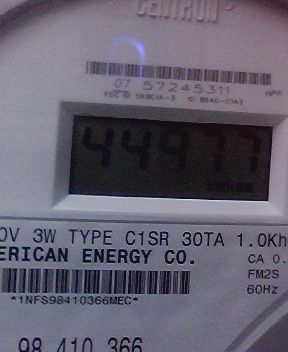 CENTRON
07 57245311
44977
0V 3W TYPE C1SR 30TA 1.0Kh
ERICAN ENERGY CO. CA 0.
FM2S
*1NFS98410366MEC* 60Hz
98 410 366